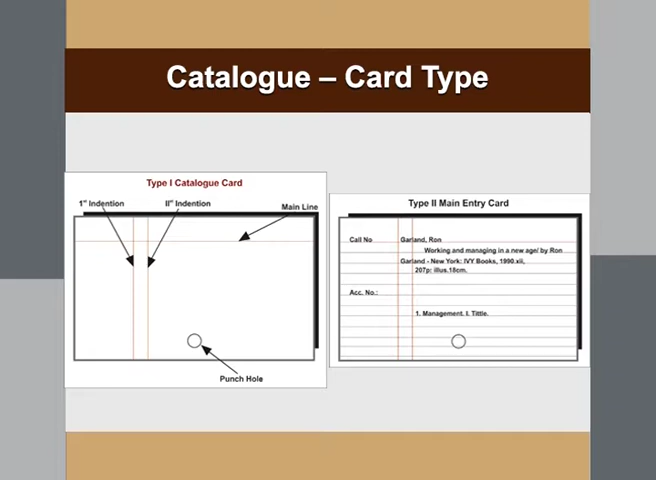 Catalogue – Card Type
Type I Catalogue Card
1" Indention
II" Indention
Main Line
Punch Hole
Type II Main Entry Card
Call No
Garland, Ron
Working and managing in a new age/ by Ron
Garland - New York: IVY Books, 1990.xii,
207p: illus.18cm.
Acc. No.:
1. Management. I. Tittle.